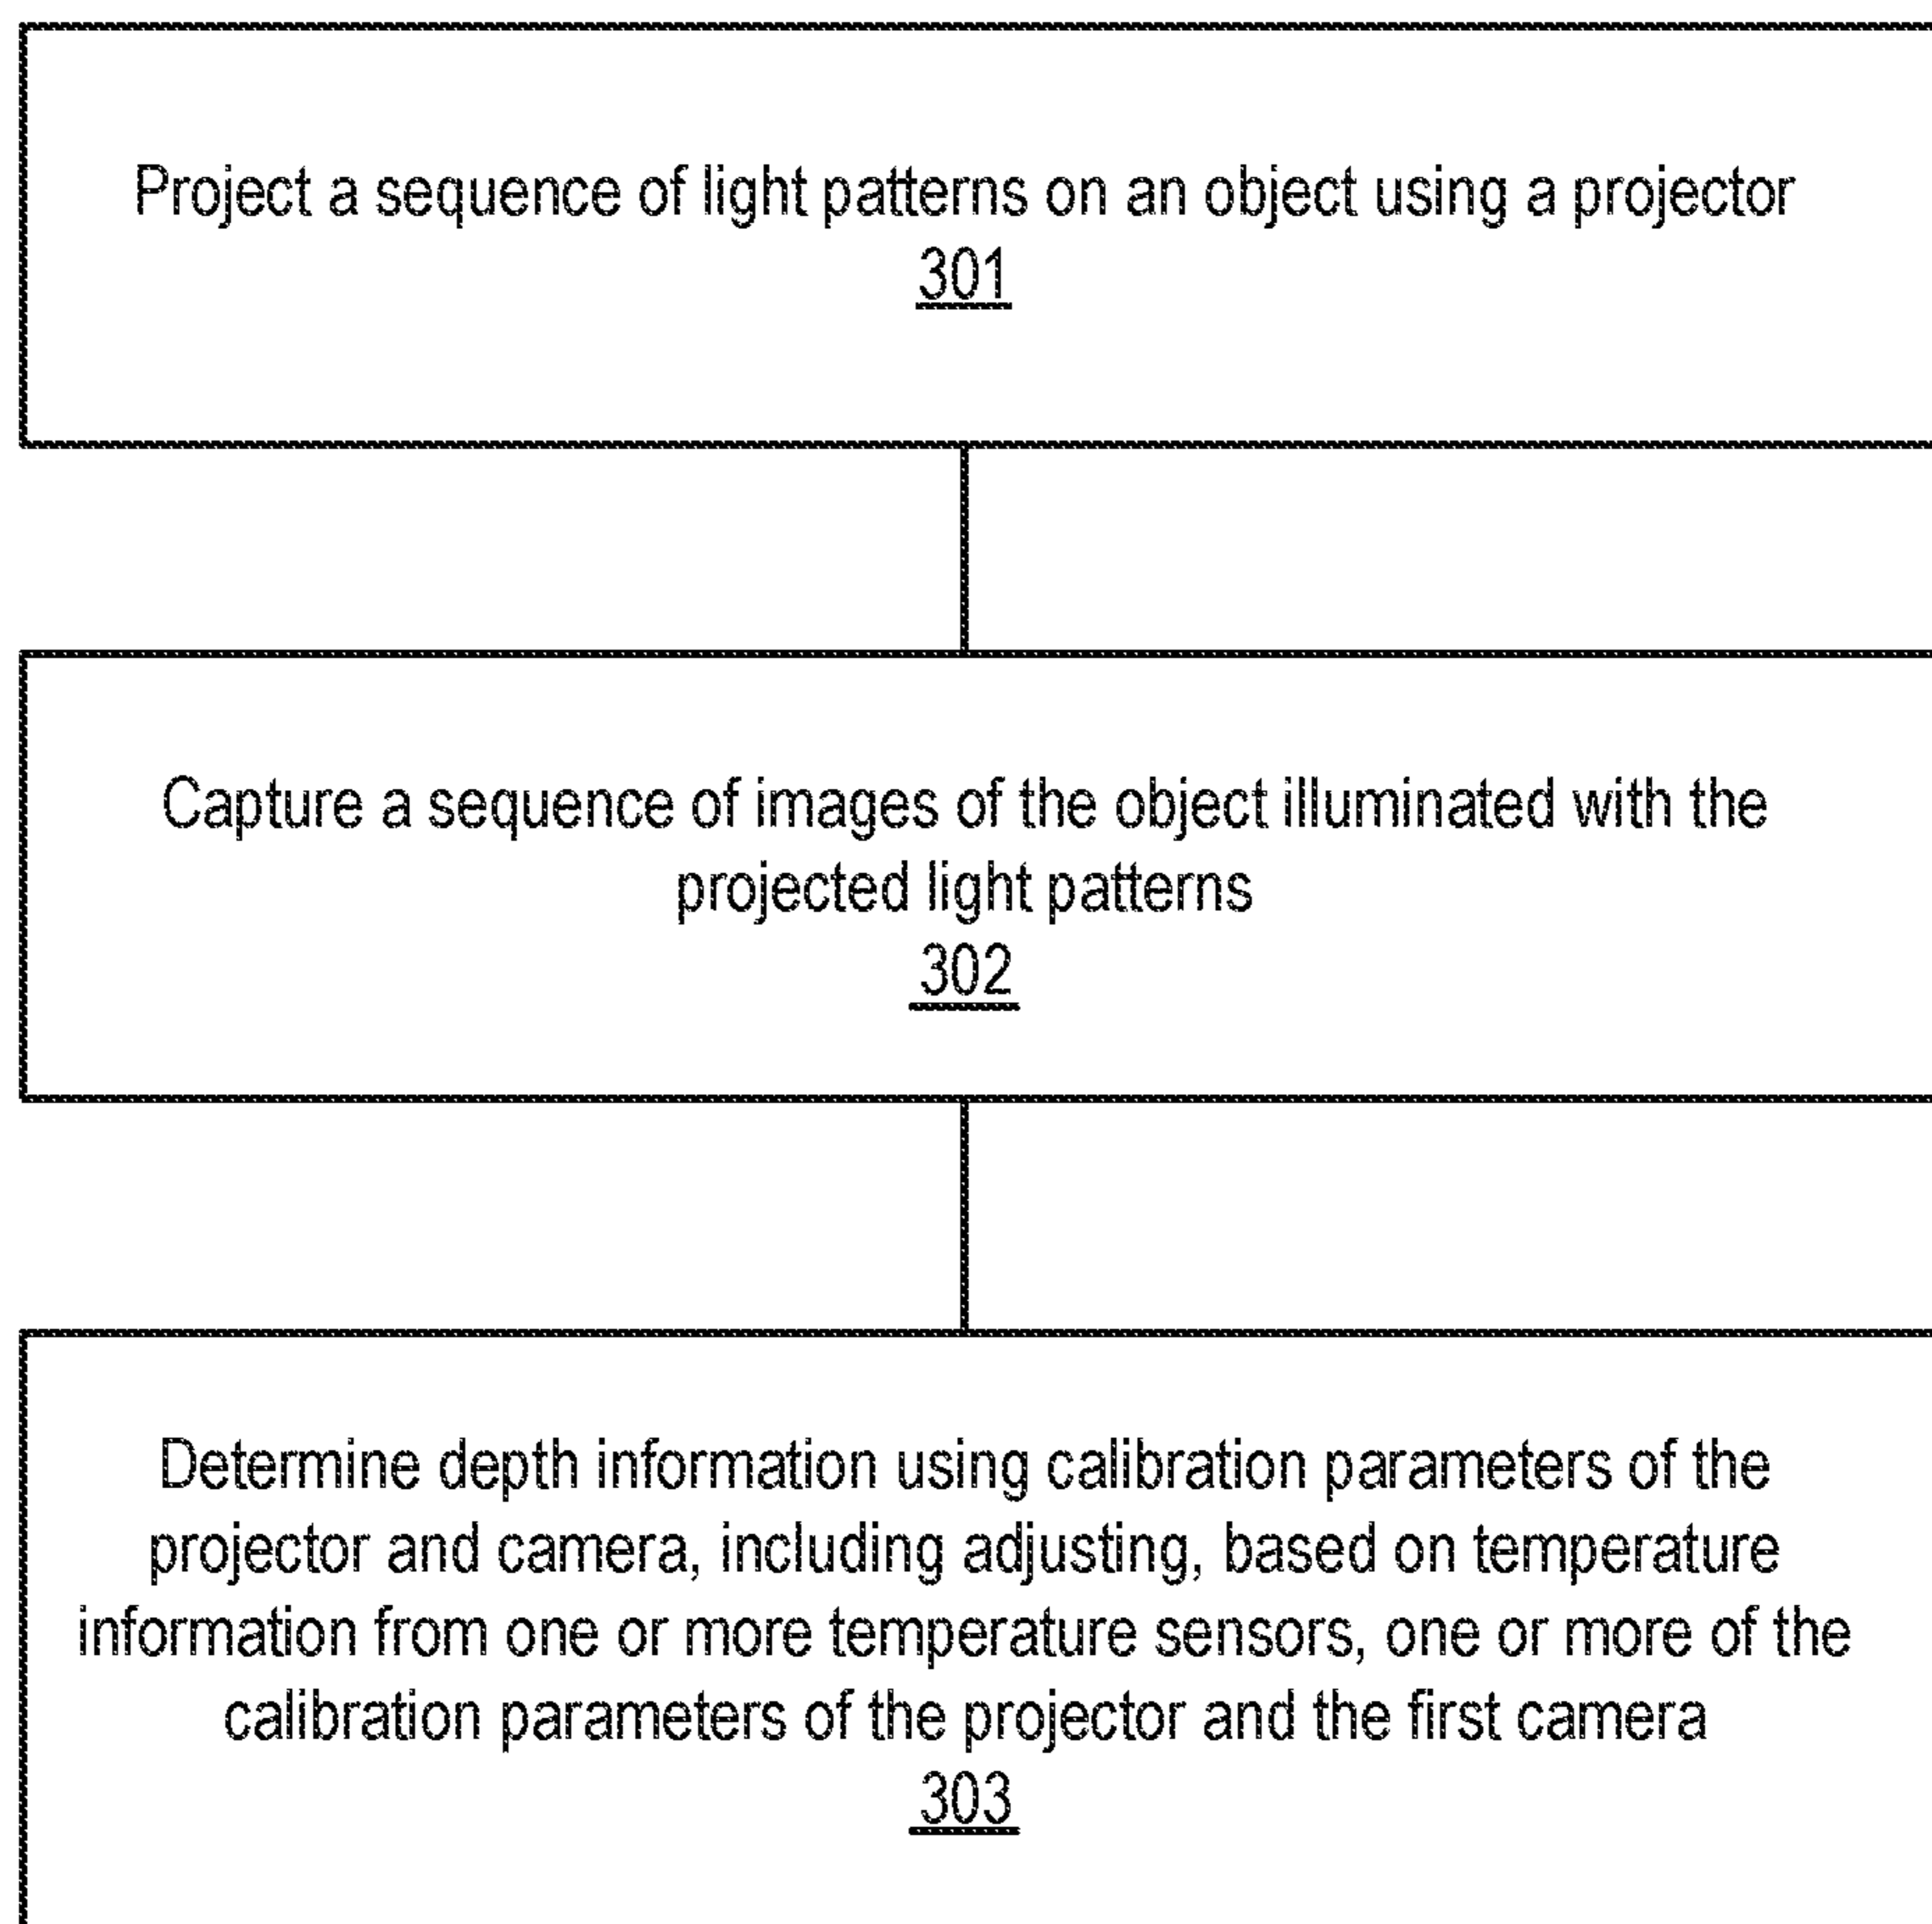 Project a sequence of light patterns on an object using a projector
301
Capture a sequence of images of the object illuminated with the
projected light patterns
302
Determine depth information using calibration parameters of the
projector and camera, including adjusting, based on temperature
information from one or more temperature sensors, one or more of the
calibration parameters of the projector and the first camera
303